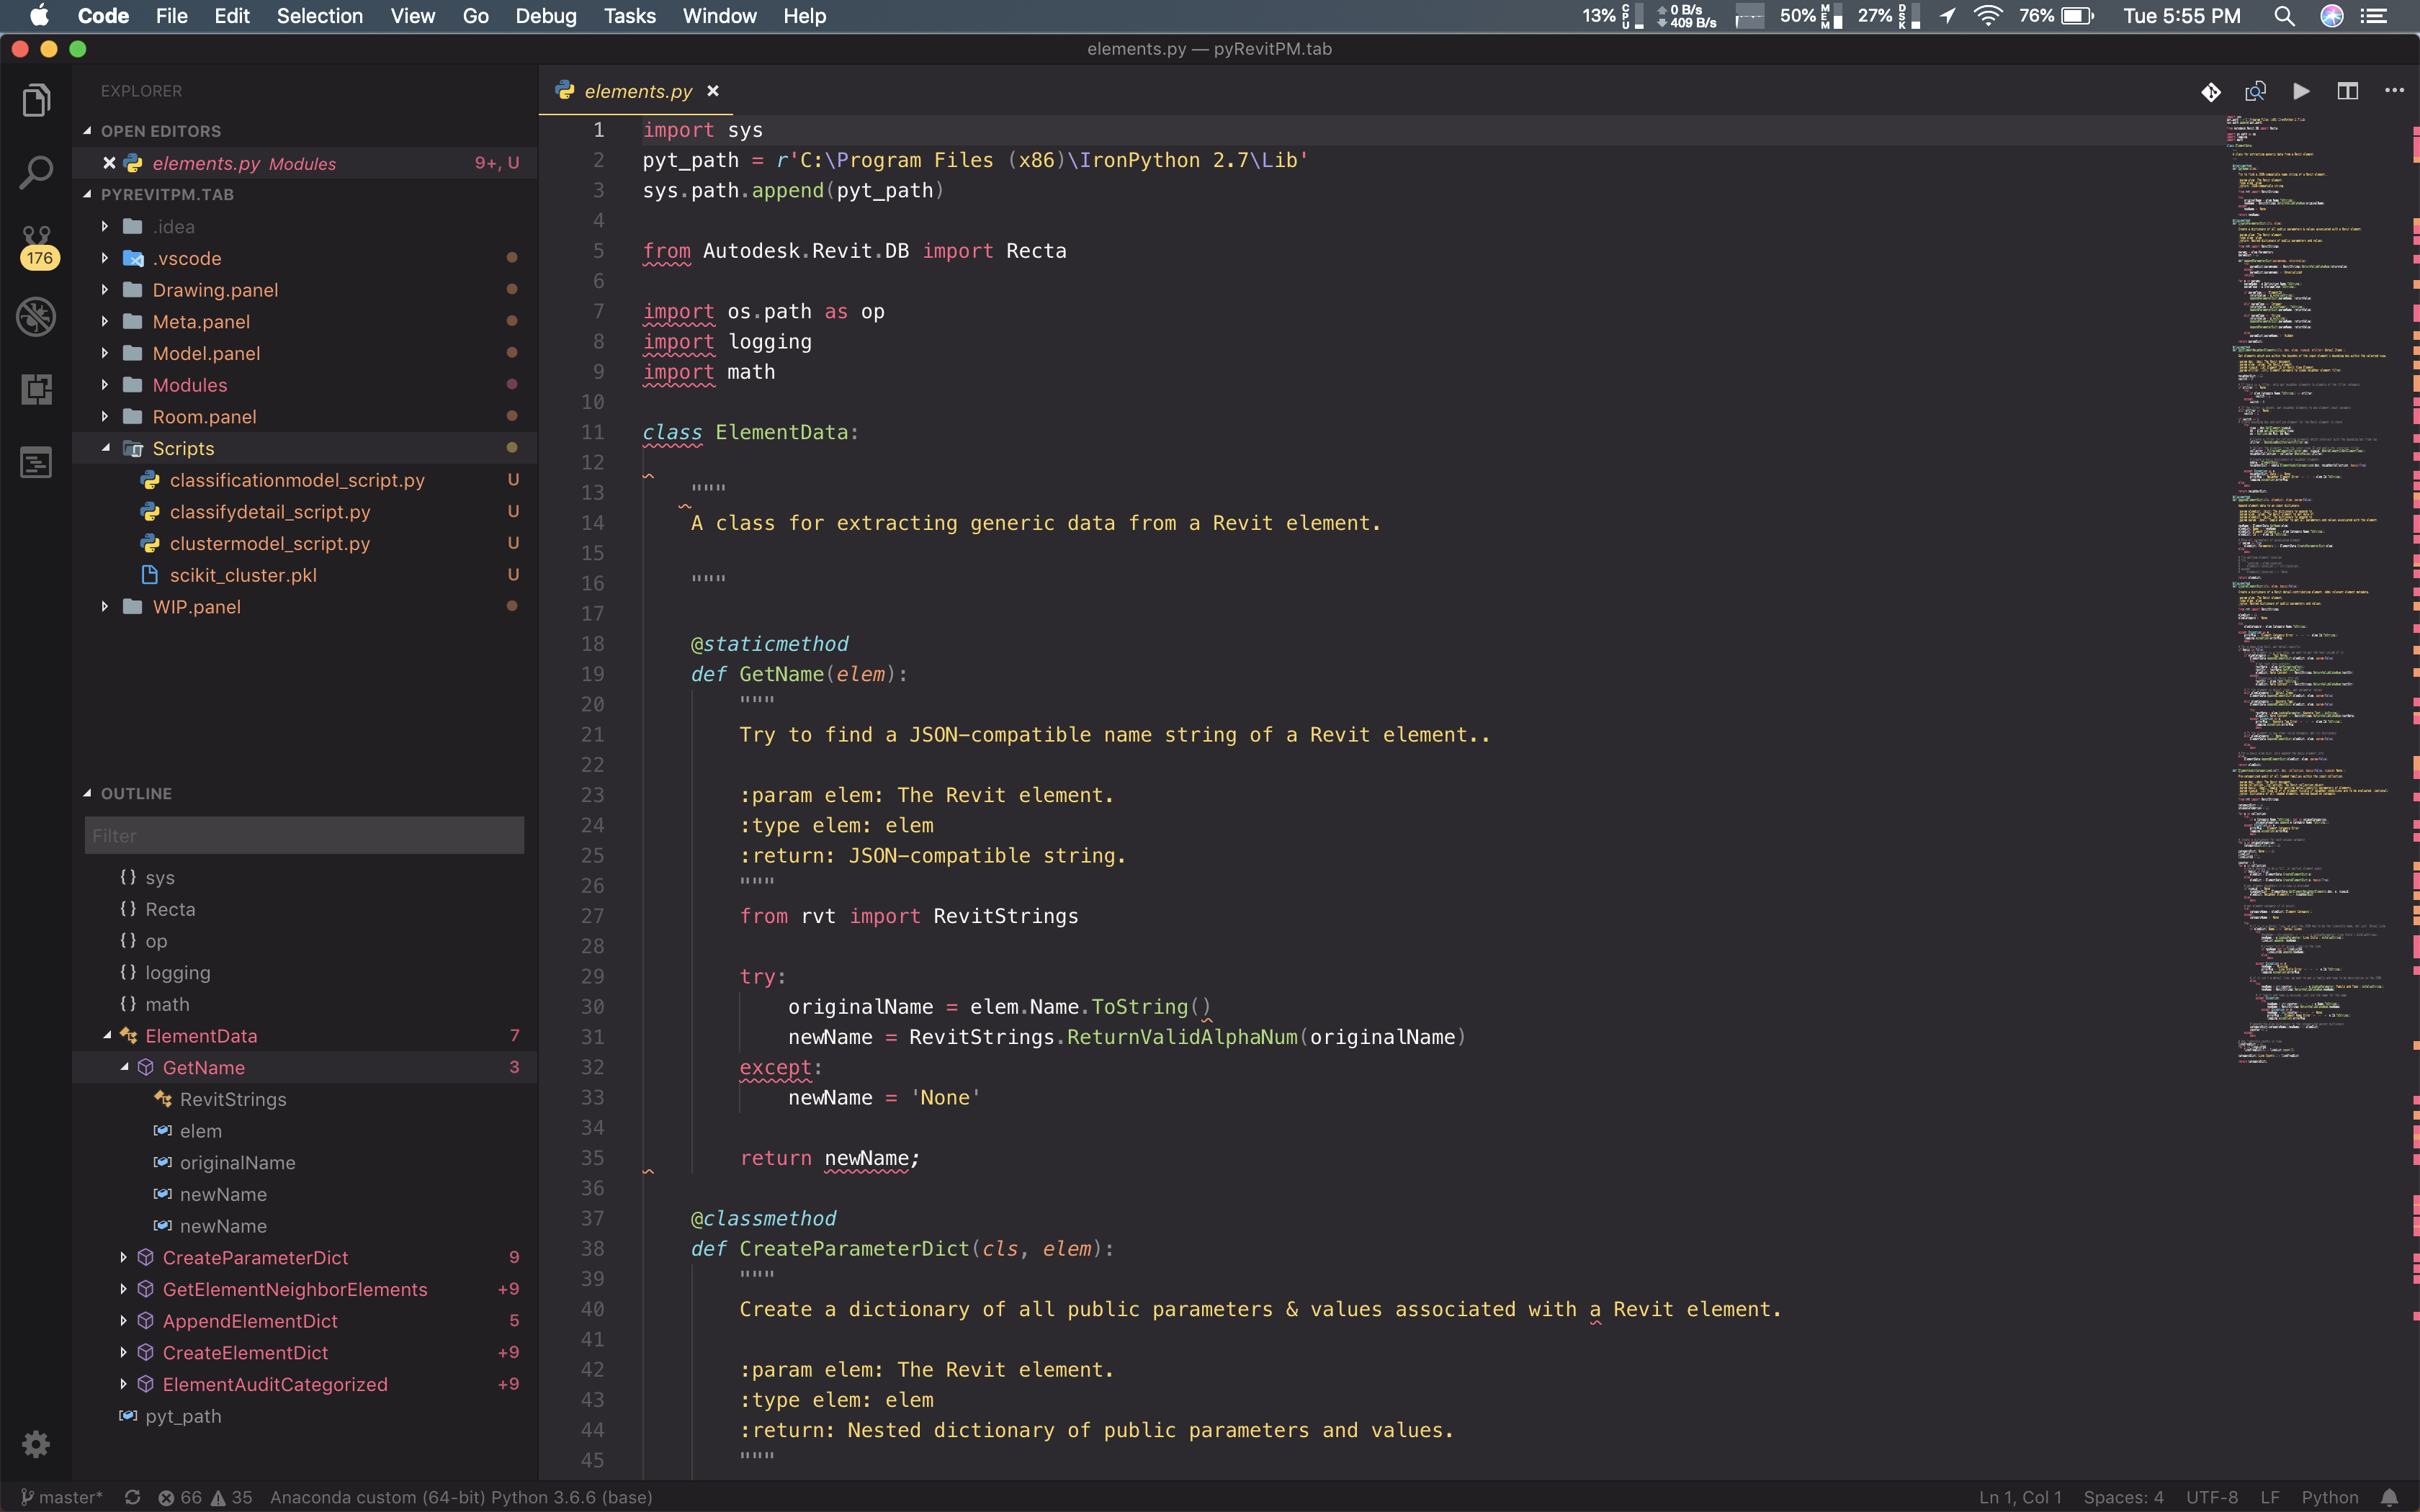 Code File Edit Selection View Go Debug Tasks Window Help 13% CPU 0 B/s 409 B/s 50% MEM 27% DSK 76% Tue 5:55 PM
elements.py — pyRevitPM.tab
EXPLORER
OPEN EDITORS
elements.py Modules 9+, U
PYREVITPM.TAB
.idea
.vscode
Drawing.panel
Meta.panel
Model.panel
Modules
Room.panel
Scripts
classificationmodel_script.py U
classifydetail_script.py U
clustermodel_script.py U
scikit_cluster.pkl U
WIP.panel
176
OUTLINE
Filter
{} sys
{} Recta
{} op
{} logging
{} math
ElementData 7
GetName 3
RevitStrings
elem
originalName
newName
newName
CreateParameterDict 9
GetElementNeighborElements +9
AppendElementDict 5
CreateElementDict +9
ElementAuditCategorized +9
pyt_path
elements.py
1 import sys
2 pyt_path = r'C:\Program Files (x86)\IronPython 2.7\Lib'
3 sys.path.append(pyt_path)
4
5 from Autodesk.Revit.DB import Recta
6
7 import os.path as op
8 import logging
9 import math
10
11 class ElementData:
12
13 """
14 A class for extracting generic data from a Revit element.
15
16 """
17
18 @staticmethod
19 def GetName(elem):
20 """
21 Try to find a JSON-compatible name string of a Revit element..
22
23 :param elem: The Revit element.
24 :type elem: elem
25 :return: JSON-compatible string.
26 """
27 from rvt import RevitStrings
28
29 try:
30 originalName = elem.Name.ToString()
31 newName = RevitStrings.ReturnValidAlphaNum(originalName)
32 except:
33 newName = 'None'
34
35 return newName;
36
37 @classmethod
38 def CreateParameterDict(cls, elem):
39 """
40 Create a dictionary of all public parameters & values associated with a Revit element.
41
42 :param elem: The Revit element.
43 :type elem: elem
44 :return: Nested dictionary of public parameters and values.
45 """
master* 66 35 Anaconda custom (64-bit) Python 3.6.6 (base) Ln 1, Col 1 Spaces: 4 UTF-8 LF Python